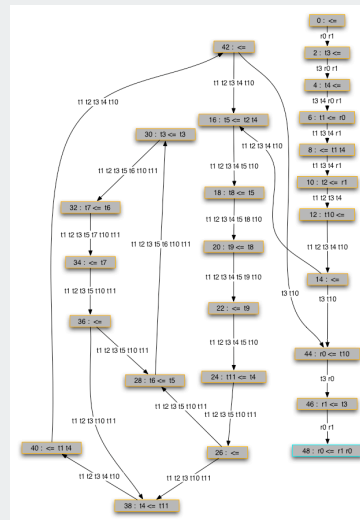 0 : <=
r0 r1
2 : t3 <=
t3 r0 r1
4 : t4 <=
t3 t4 r0 r1
6 : t1 <= r0
t1 t3 t4 r1
8 : <= t1 t4
t1 t3 t4 r1
10 : t2 <= r1
t1 t2 t3 t4
12 : t10 <=
t1 t2 t3 t4 t10
14 : <=
t3 t10
t1 t2 t3 t4 t10
42 : <=
t1 t2 t3 t4 t10
t3 t10
t1 t2 t3 t4 t10
16 : t5 <= t2 t4
t1 t2 t3 t4 t5 t10
18 : t8 <= t5
t1 t2 t3 t4 t5 t8 t10
20 : t9 <= t8
t1 t2 t3 t4 t5 t9 t10
22 : <= t9
t1 t2 t3 t4 t5 t10
24 : t11 <= t4
t1 t2 t3 t5 t10 t11
26 : <=
t1 t2 t3 t5 t10 t11
t1 t2 t3 t10 t11
28 : t6 <= t5
t1 t2 t3 t5 t6 t10 t11
30 : t3 <= t3
t1 t2 t3 t5 t6 t10 t11
32 : t7 <= t6
t1 t2 t3 t5 t7 t10 t11
34 : <= t7
t1 t2 t3 t5 t10 t11
36 : <=
t1 t2 t3 t5 t10 t11
t1 t2 t3 t10 t11
38 : t4 <= t11
t1 t2 t3 t4 t10
40 : <= t1 t4
t1 t2 t3 t4 t10
44 : r0 <= t10
t3 r0
46 : r1 <= t3
r0 r1
48 : r0 <= r1 r0